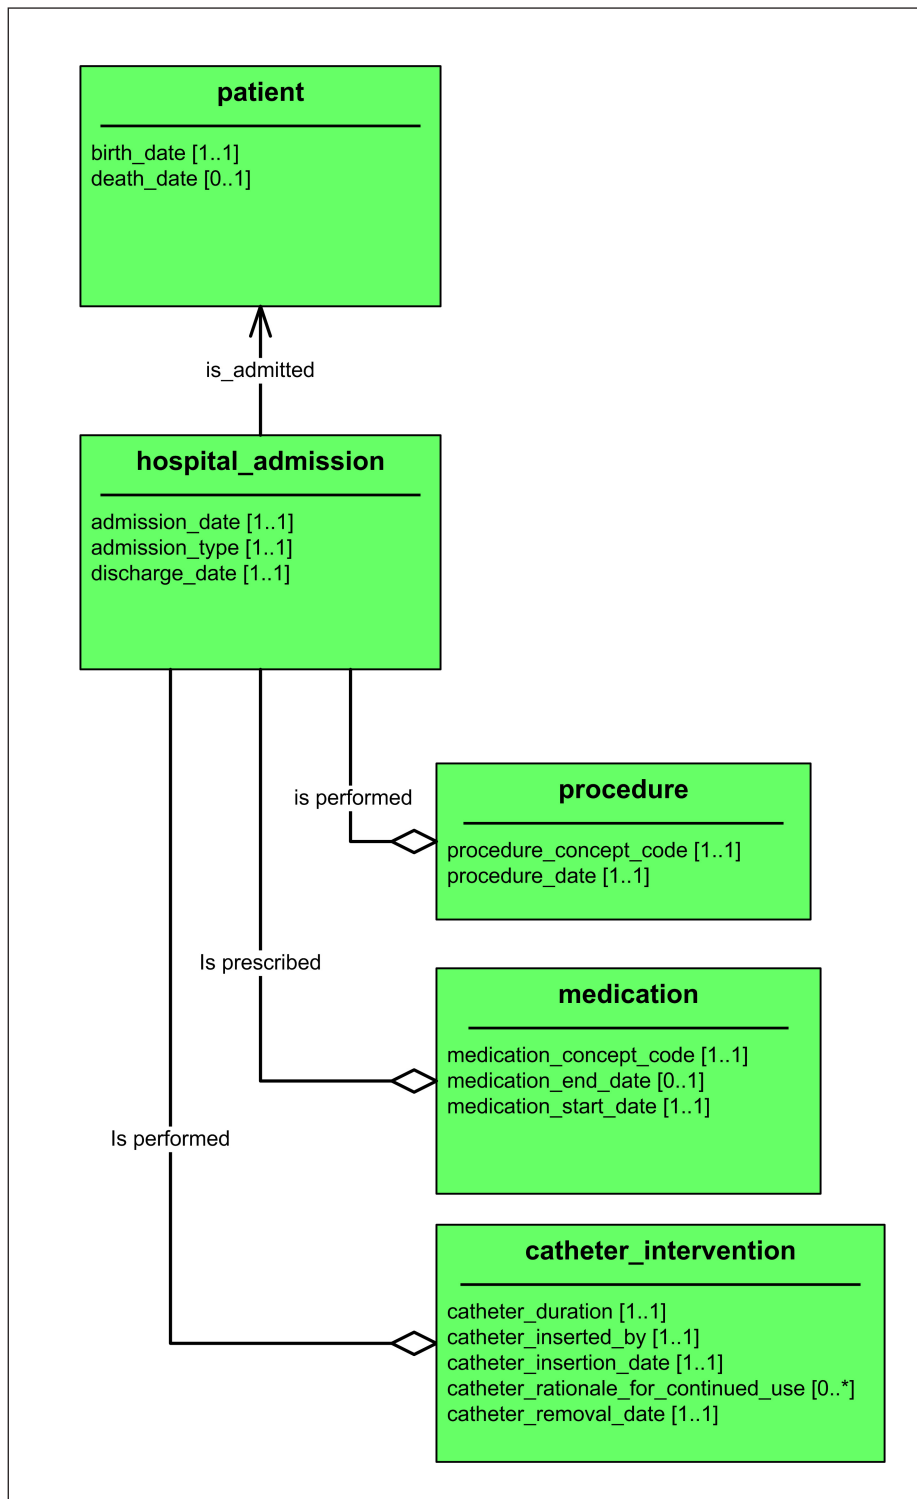 patient
birth_date [1..1]
death_date [0..1]
is_admitted
hospital_admission
admission_date [1..1]
admission_type [1..1]
discharge_date [1..1]
is performed
procedure
procedure_concept_code [1..1]
procedure_date [1..1]
Is prescribed
medication
medication_concept_code [1..1]
medication_end_date [0..1]
medication_start_date [1..1]
Is performed
catheter_intervention
catheter_duration [1..1]
catheter_inserted_by [1..1]
catheter_insertion_date [1..1]
catheter_rationale_for_continued_use [0..*]
catheter_removal_date [1..1]